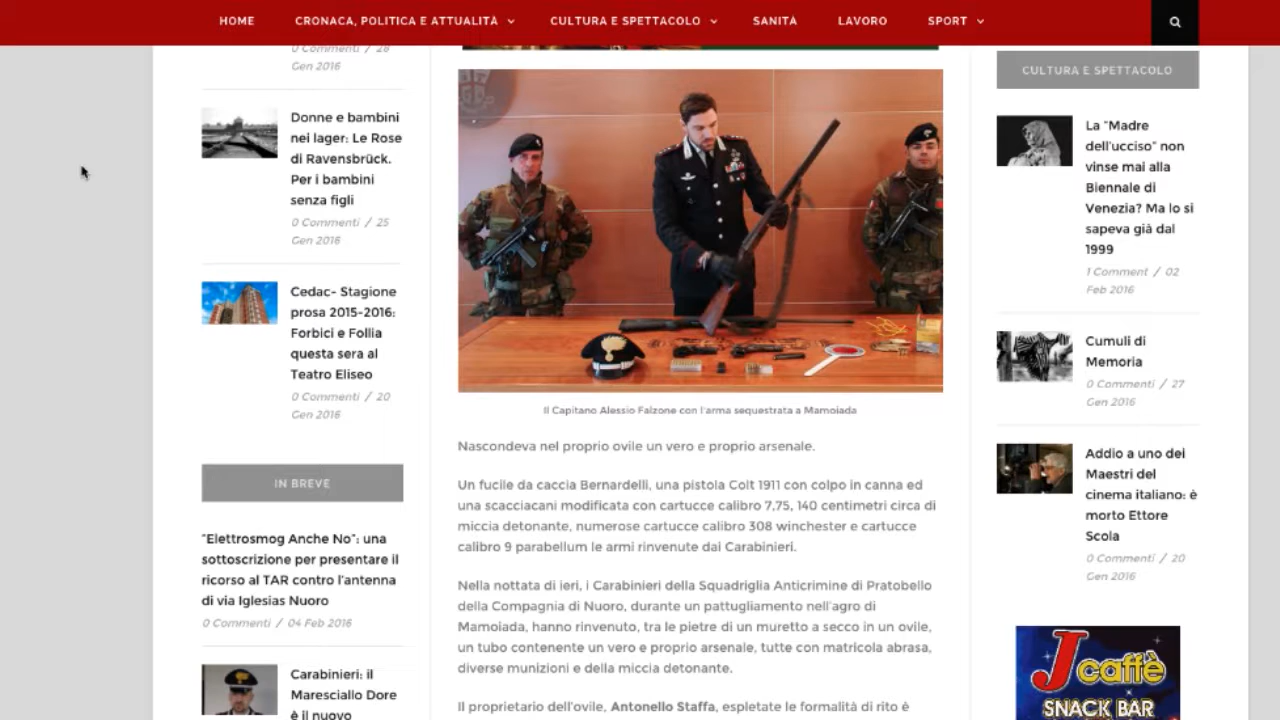 HOME
CRONACA, POLITICA E ATTUALITÀ
CULTURA E SPETTACOLO
SANITÀ
LAVORO
SPORT
0 Commenti / 28
Gen 2016
Donne e bambini
nei lager: Le Rose
di Ravensbrück.
Per i bambini
senza figli
0 Commenti / 25
Gen 2016
Cedac- Stagione
prosa 2015-2016:
Forbici e Follia
questa sera al
Teatro Eliseo
0 Commenti / 20
Gen 2016
IN BREVE
"Elettrosmog Anche No": una
sottoscrizione per presentare il
ricorso al TAR contro l'antenna
di via Iglesias Nuoro
0 Commenti / 04 Feb 2016
Carabinieri: il
Maresciallo Dore
è il nuovo
Il Capitano Alessio Falzone con l'arma sequestrata a Mamoiada
Nascondeva nel proprio ovile un vero e proprio arsenale.
Un fucile da caccia Bernardelli, una pistola Colt 1911 con colpo in canna ed
una scacciacani modificata con cartucce calibro 7,75, 140 centimetri circa di
miccia detonante, numerose cartucce calibro 308 winchester e cartucce
calibro 9 parabellum le armi rinvenute dai Carabinieri.
Nella nottata di ieri, i Carabinieri della Squadriglia Anticrimine di Pratobello
della Compagnia di Nuoro, durante un pattugliamento nell'agro di
Mamoiada, hanno rinvenuto, tra le pietre di un muretto a secco in un ovile,
un tubo contenente un vero e proprio arsenale, tutte con matricola abrasa,
diverse munizioni e della miccia detonante.
Il proprietario dell'ovile, Antonello Staffa, espletate le formalità di rito è
CULTURA E SPETTACOLO
La "Madre
dell'ucciso" non
vinse mai alla
Biennale di
Venezia? Ma lo si
sapeva già dal
1999
1 Comment / 02
Feb 2016
Cumuli di
Memoria
0 Commenti / 27
Gen 2016
Addio a uno dei
Maestri del
cinema italiano: è
morto Ettore
Scola
0 Commenti / 20
Gen 2016
J caffè
SNACK BAR